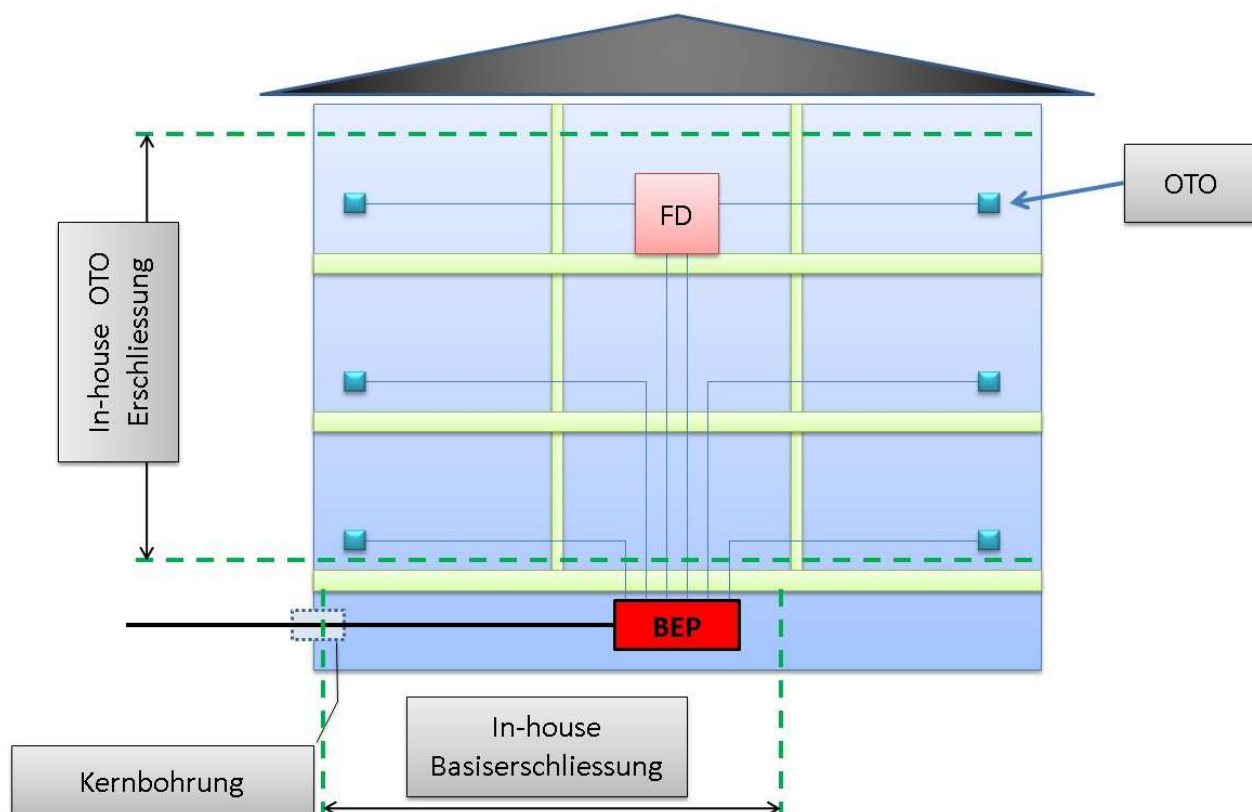 FD
OTO
In-house OTO
Erschliessung
BEP
In-house
Basiserschliessung
Kernbohrung